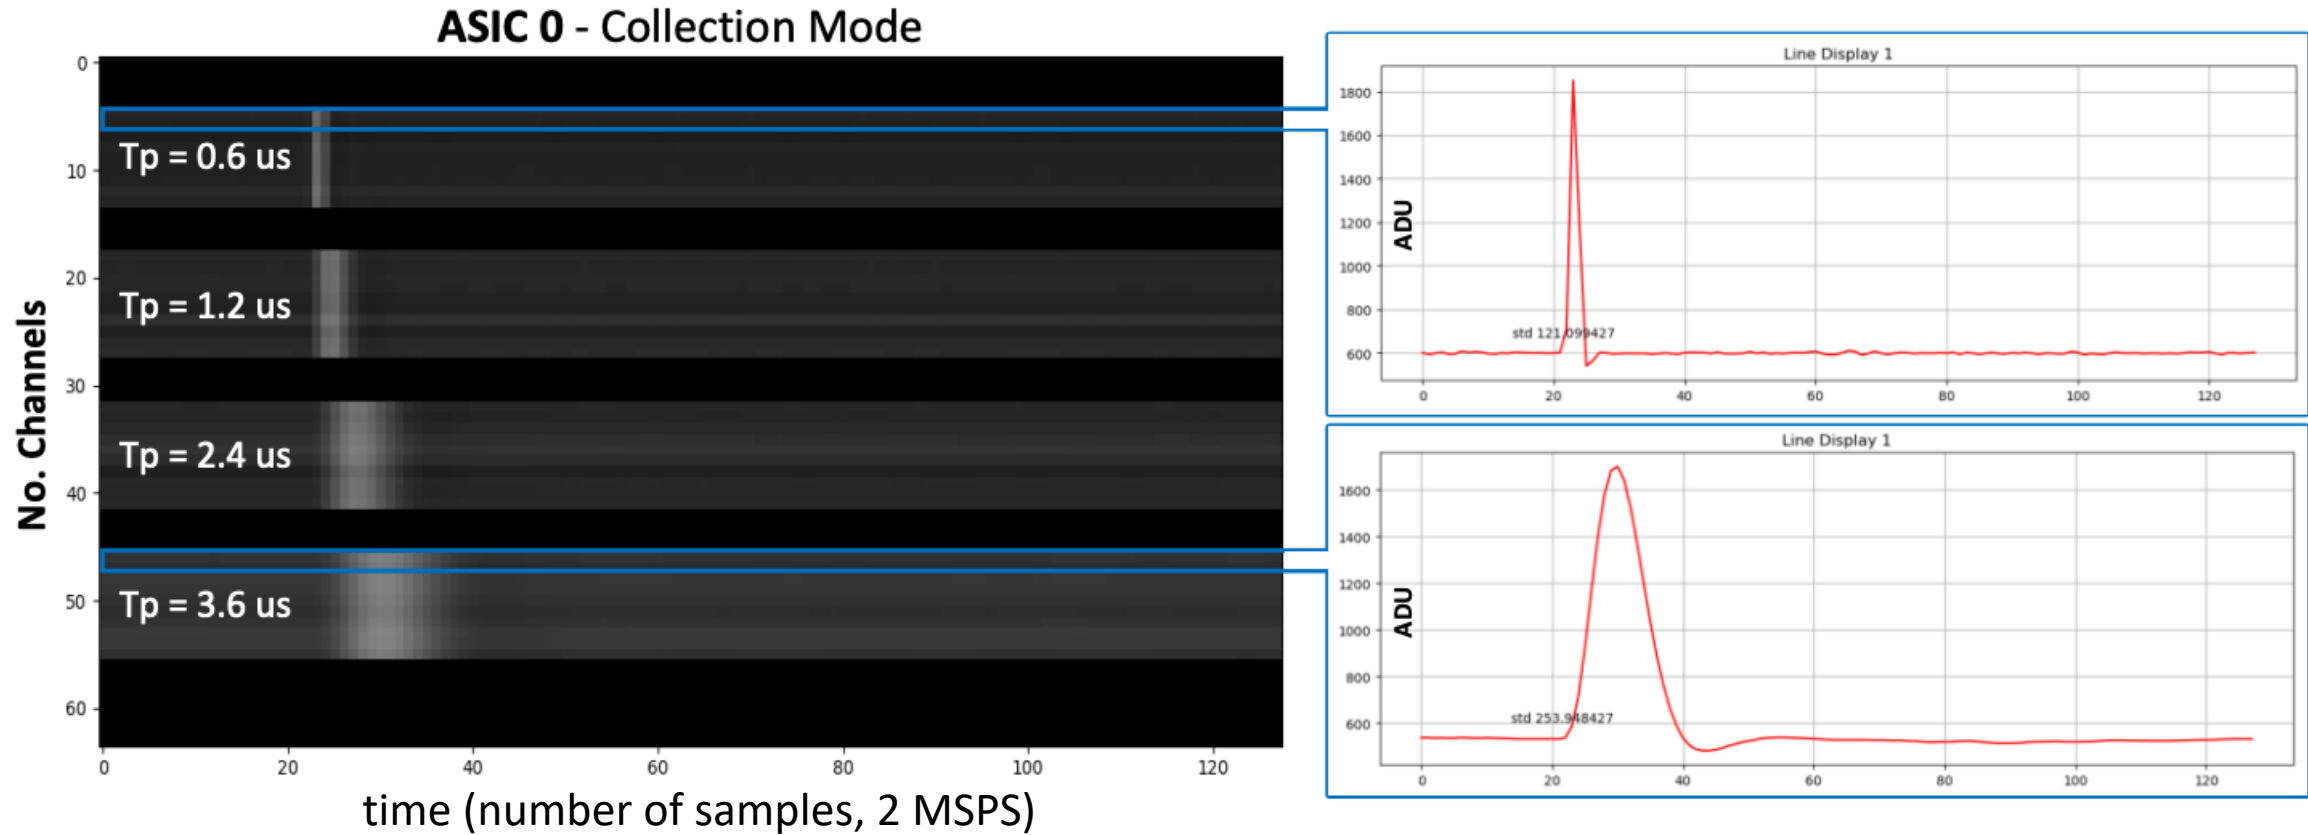 ASIC 0 - Collection Mode
No. Channels
0
10
20
30
40
50
60
Tp = 0.6 us
Tp = 1.2 us
Tp = 2.4 us
Tp = 3.6 us
0 20 40 60 80 100 120
time (number of samples, 2 MSPS)
Line Display 1
ADU
1800
1600
1400
1200
1000
800
600
std 121.099427
0 20 40 60 80 100 120
Line Display 1
ADU
1600
1400
1200
1000
800
600
std 253.948427
0 20 40 60 80 100 120